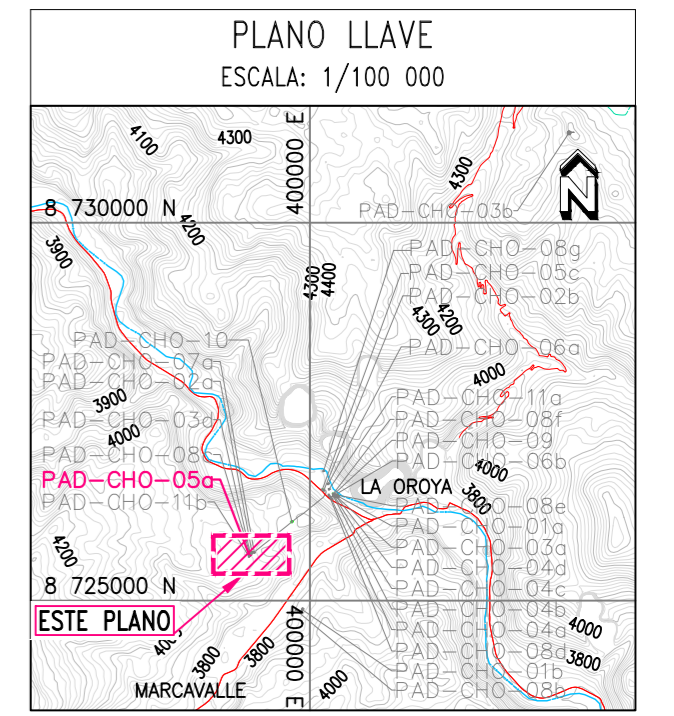 PLANO LLAVE
ESCALA: 1/100 000
4100
4300
400000 E
4300
N
PAD-CHO-03b
8 730000 N
4200
3900
PAD-CHO-08g
4300
4400
PAD-CHO-05c
PAD-CHO-02b
4300
4200
PAD-CHO-10
PAD-CHO-06a
PAD-CHO-07a
PAD-CHO-02a
4000
3900
PAD-CHO-11a
PAD-CHO-03d
PAD-CHO-08f
4000
PAD-CHO-09
PAD-CHO-06b
4000
PAD-CHO-05a
LA OROYA
3800
PAD-CHO-11b
PAD-CHO-08e
PAD-CHO-01a
4200
PAD-CHO-03a
PAD-CHO-04d
8 725000 N
PAD-CHO-04c
PAD-CHO-04b
ESTE PLANO
400000 E
PAD-CHO-04a
4000
3800
3800
PAD-CHO-08d
3800
PAD-CHO-01b
MARCAVALLE
4000
PAD-CHO-08b